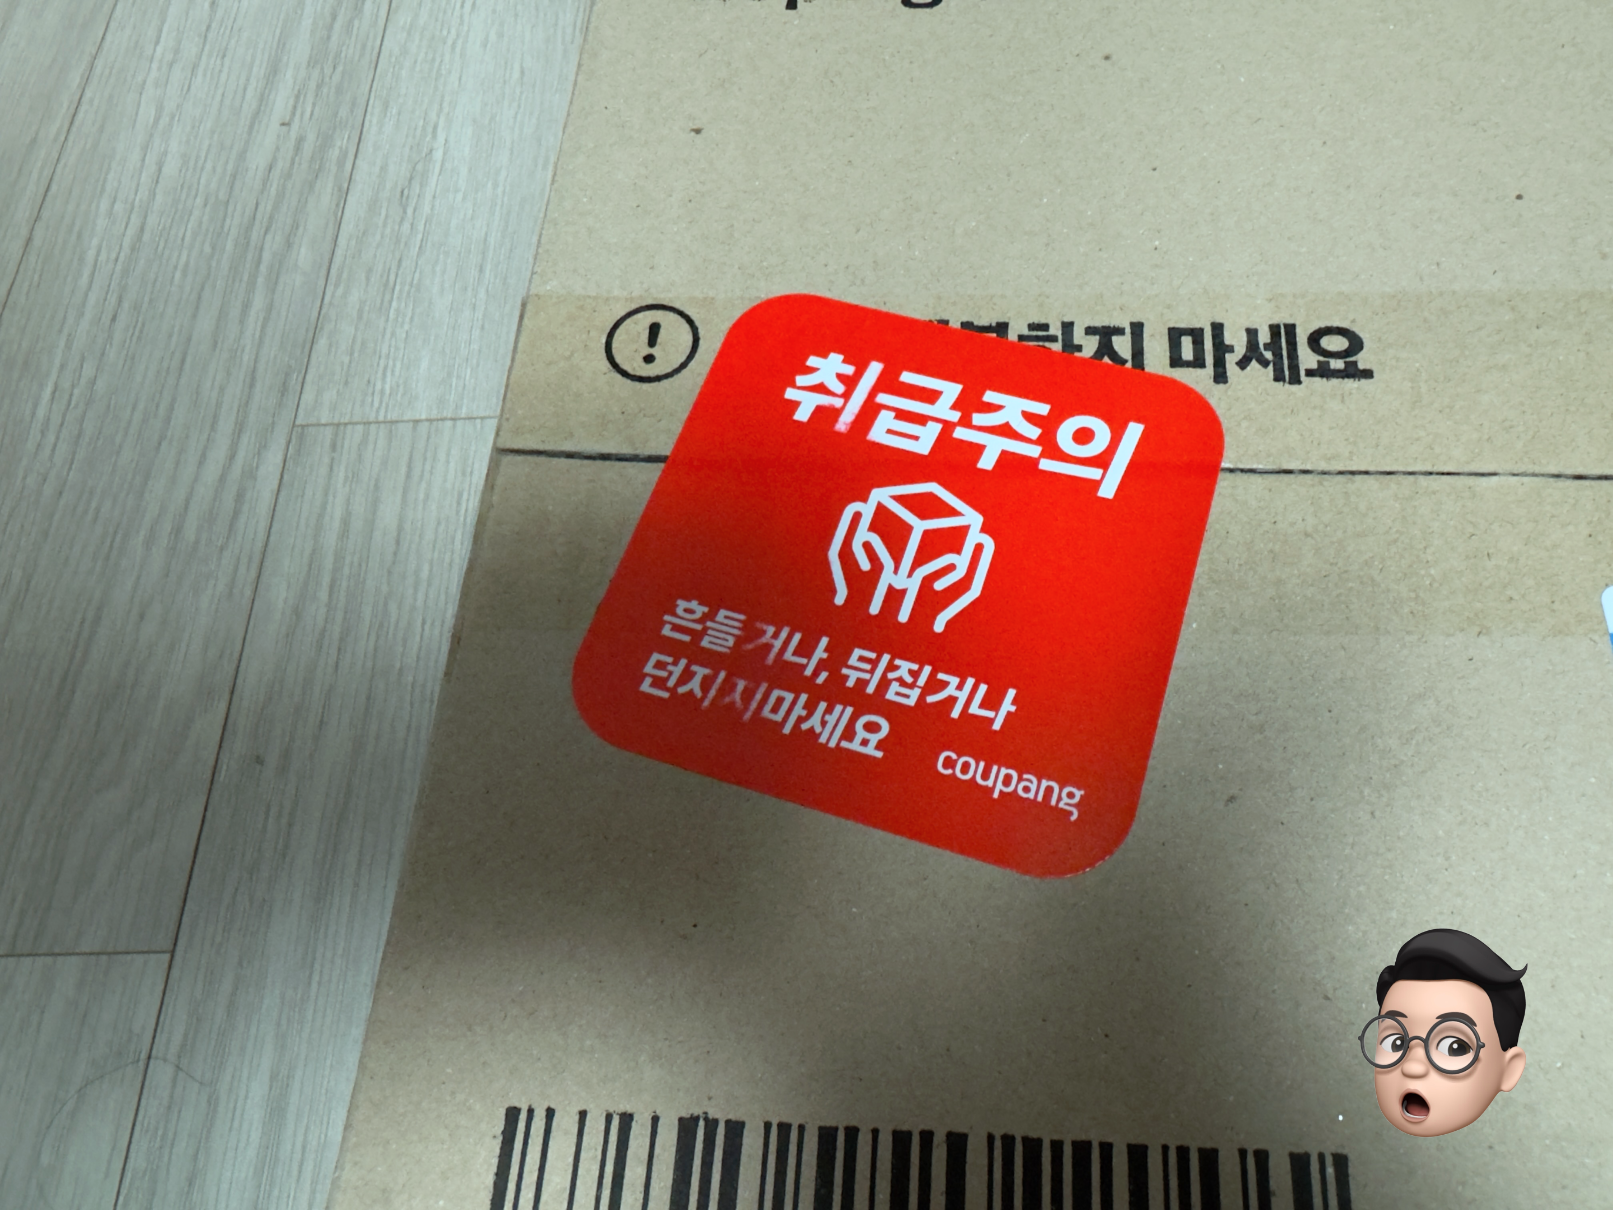 마세요
취급주의
흔들거나, 뒤집거나
던지지마세요
coupang